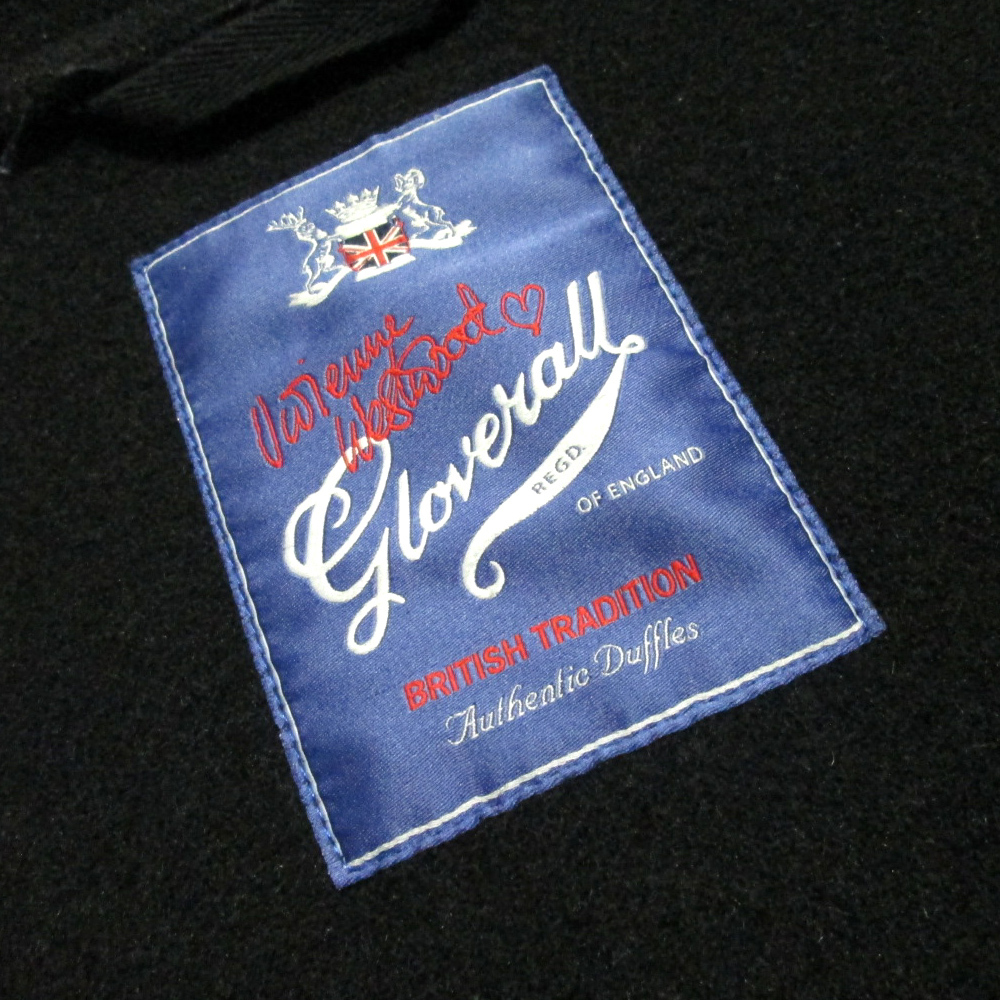 Vivienne
Westwood
Gloverall
REGD.
OF ENGLAND
BRITISH TRADITION
Authentic Duffles